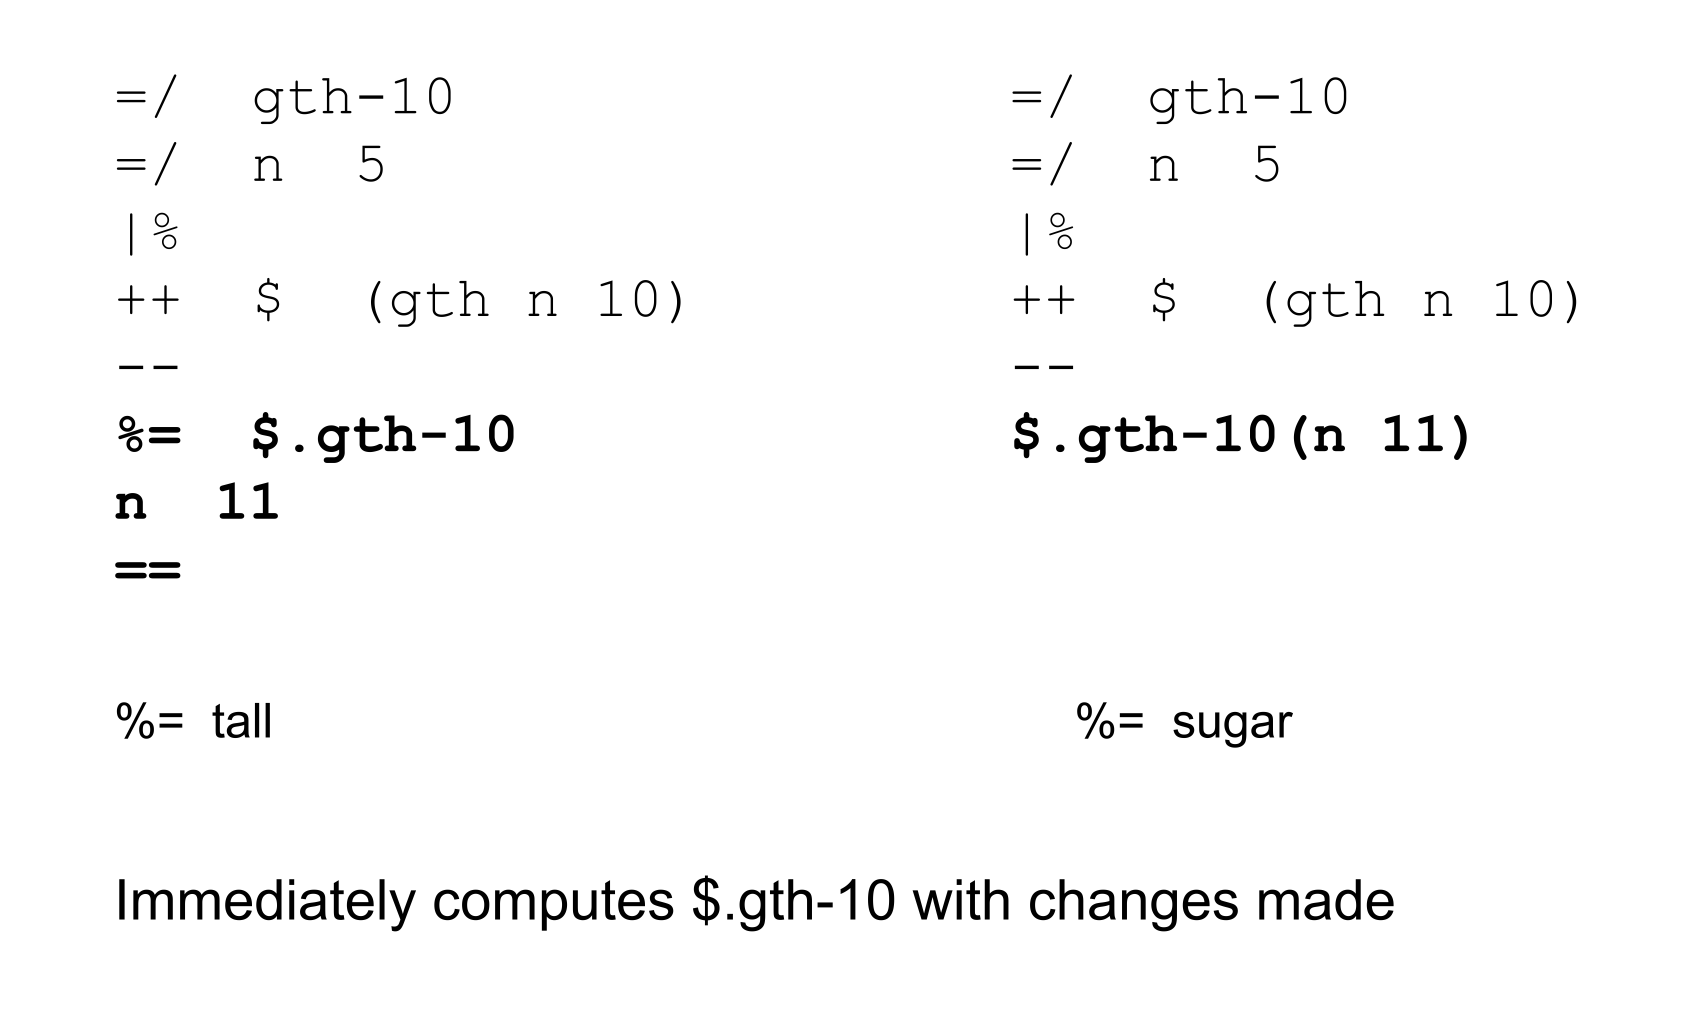 =/  gth-10
=/  n  5
|%
++  $  (gth n 10)
--
%=  $.gth-10
n  11
==
%=  tall
=/  gth-10
=/  n  5
|%
++  $  (gth n 10)
--
$.gth-10(n 11)
%=  sugar
Immediately computes $.gth-10 with changes made